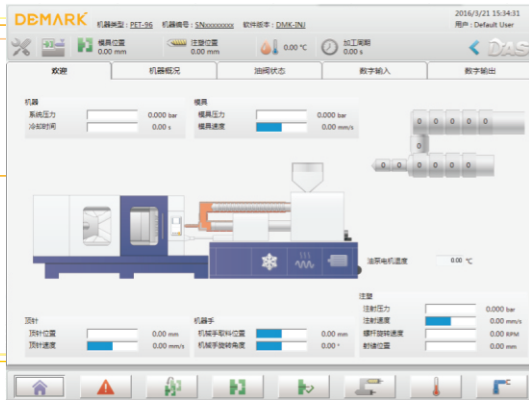 2016/3/21 15:34:31
DEMARK 机器类型：PET-96 机器编号：SNxxxxxxxx 软件版本：DMK-INJ 用户：Default User
模具位置 0.00 mm 注塑位置 0.00 mm 0.00 ℃ 加工周期 0.00 s DAS
欢迎 机器概况 油阀状态 数字输入 数字输出
机器 模具
系统压力 0.000 bar 模具压力 0.000 bar
冷却时间 0.00 s 模具速度 0.00 mm/s
0 0 0 0 0
0
0 0 0 0 0
油泵电机温度 0.00 ℃
注塑
注射压力 0.000 bar
顶针 机器手 注射速度 0.00 mm/s
顶针位置 0.00 mm 机械手取料位置 0.00 mm 螺杆旋转速度 0.00 RPM
顶针速度 0.00 mm/s 机械手旋转角度 0.00 ° 射缝位置 0.00 mm